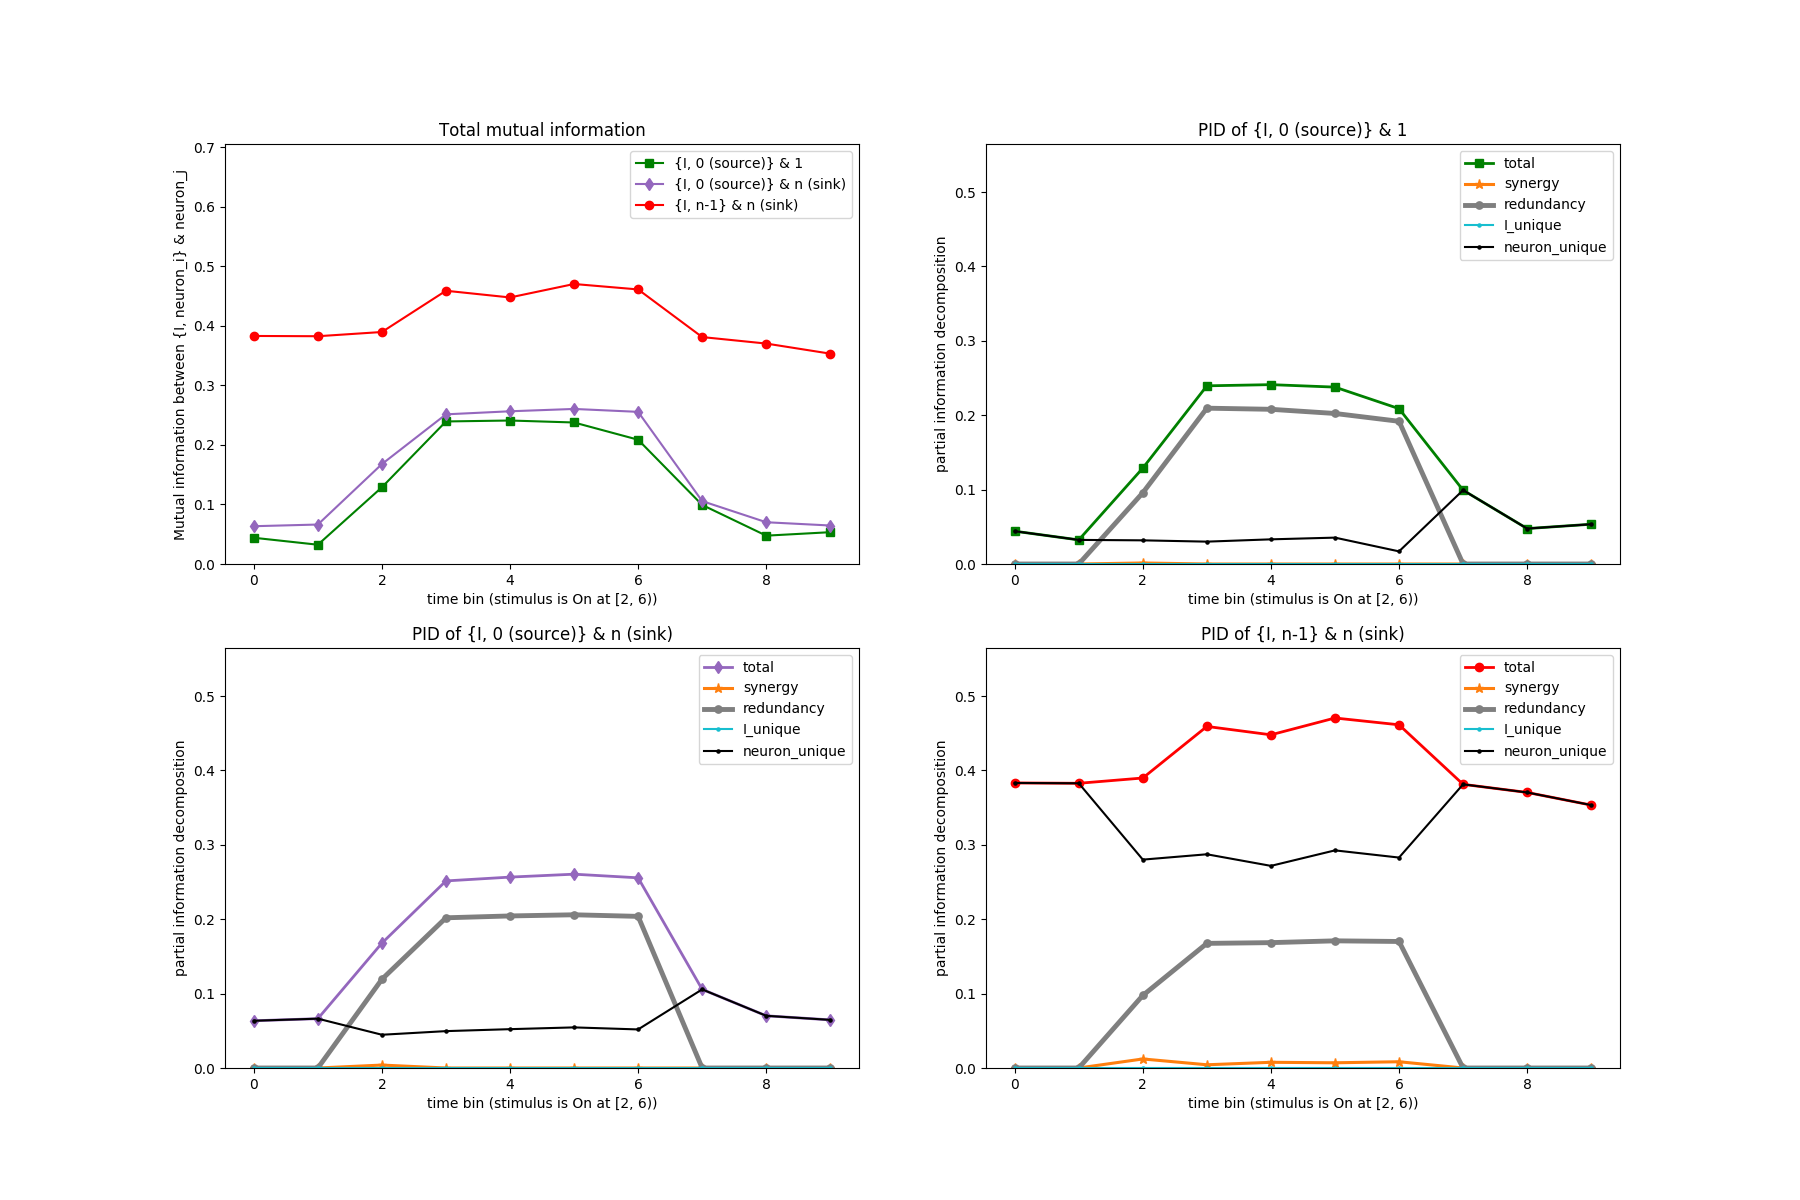 Total mutual information
Mutual information between {I, neuron_i} & neuron_j
0.7
0.6
0.5
0.4
0.3
0.2
0.1
0.0
{I, 0 (source)} & 1
{I, 0 (source)} & n (sink)
{I, n-1} & n (sink)
0 2 4 6 8
time bin (stimulus is On at [2, 6))
PID of {I, 0 (source)} & 1
partial information decomposition
0.5
0.4
0.3
0.2
0.1
0.0
total
synergy
redundancy
I_unique
neuron_unique
0 2 4 6 8
time bin (stimulus is On at [2, 6))
PID of {I, 0 (source)} & n (sink)
partial information decomposition
0.5
0.4
0.3
0.2
0.1
0.0
total
synergy
redundancy
I_unique
neuron_unique
0 2 4 6 8
time bin (stimulus is On at [2, 6))
PID of {I, n-1} & n (sink)
partial information decomposition
0.5
0.4
0.3
0.2
0.1
0.0
total
synergy
redundancy
I_unique
neuron_unique
0 2 4 6 8
time bin (stimulus is On at [2, 6))